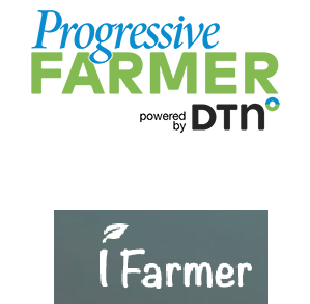 Progressive
FARMER
powered
by DTN
I Farmer